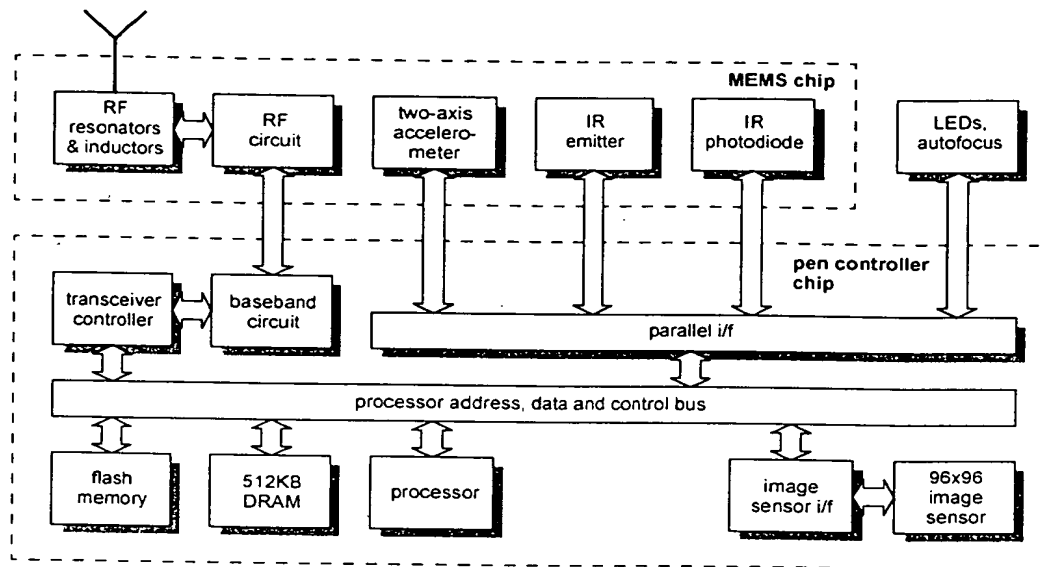 MEMS chip
RF
resonators
& inductors
RF
circuit
two-axis
accelero-
meter
IR
emitter
IR
photodiode
LEDs,
autofocus
pen controller
chip
transceiver
controller
baseband
circuit
parallel i/f
processor address, data and control bus
flash
memory
512KB
DRAM
processor
image
sensor i/f
96x96
image
sensor